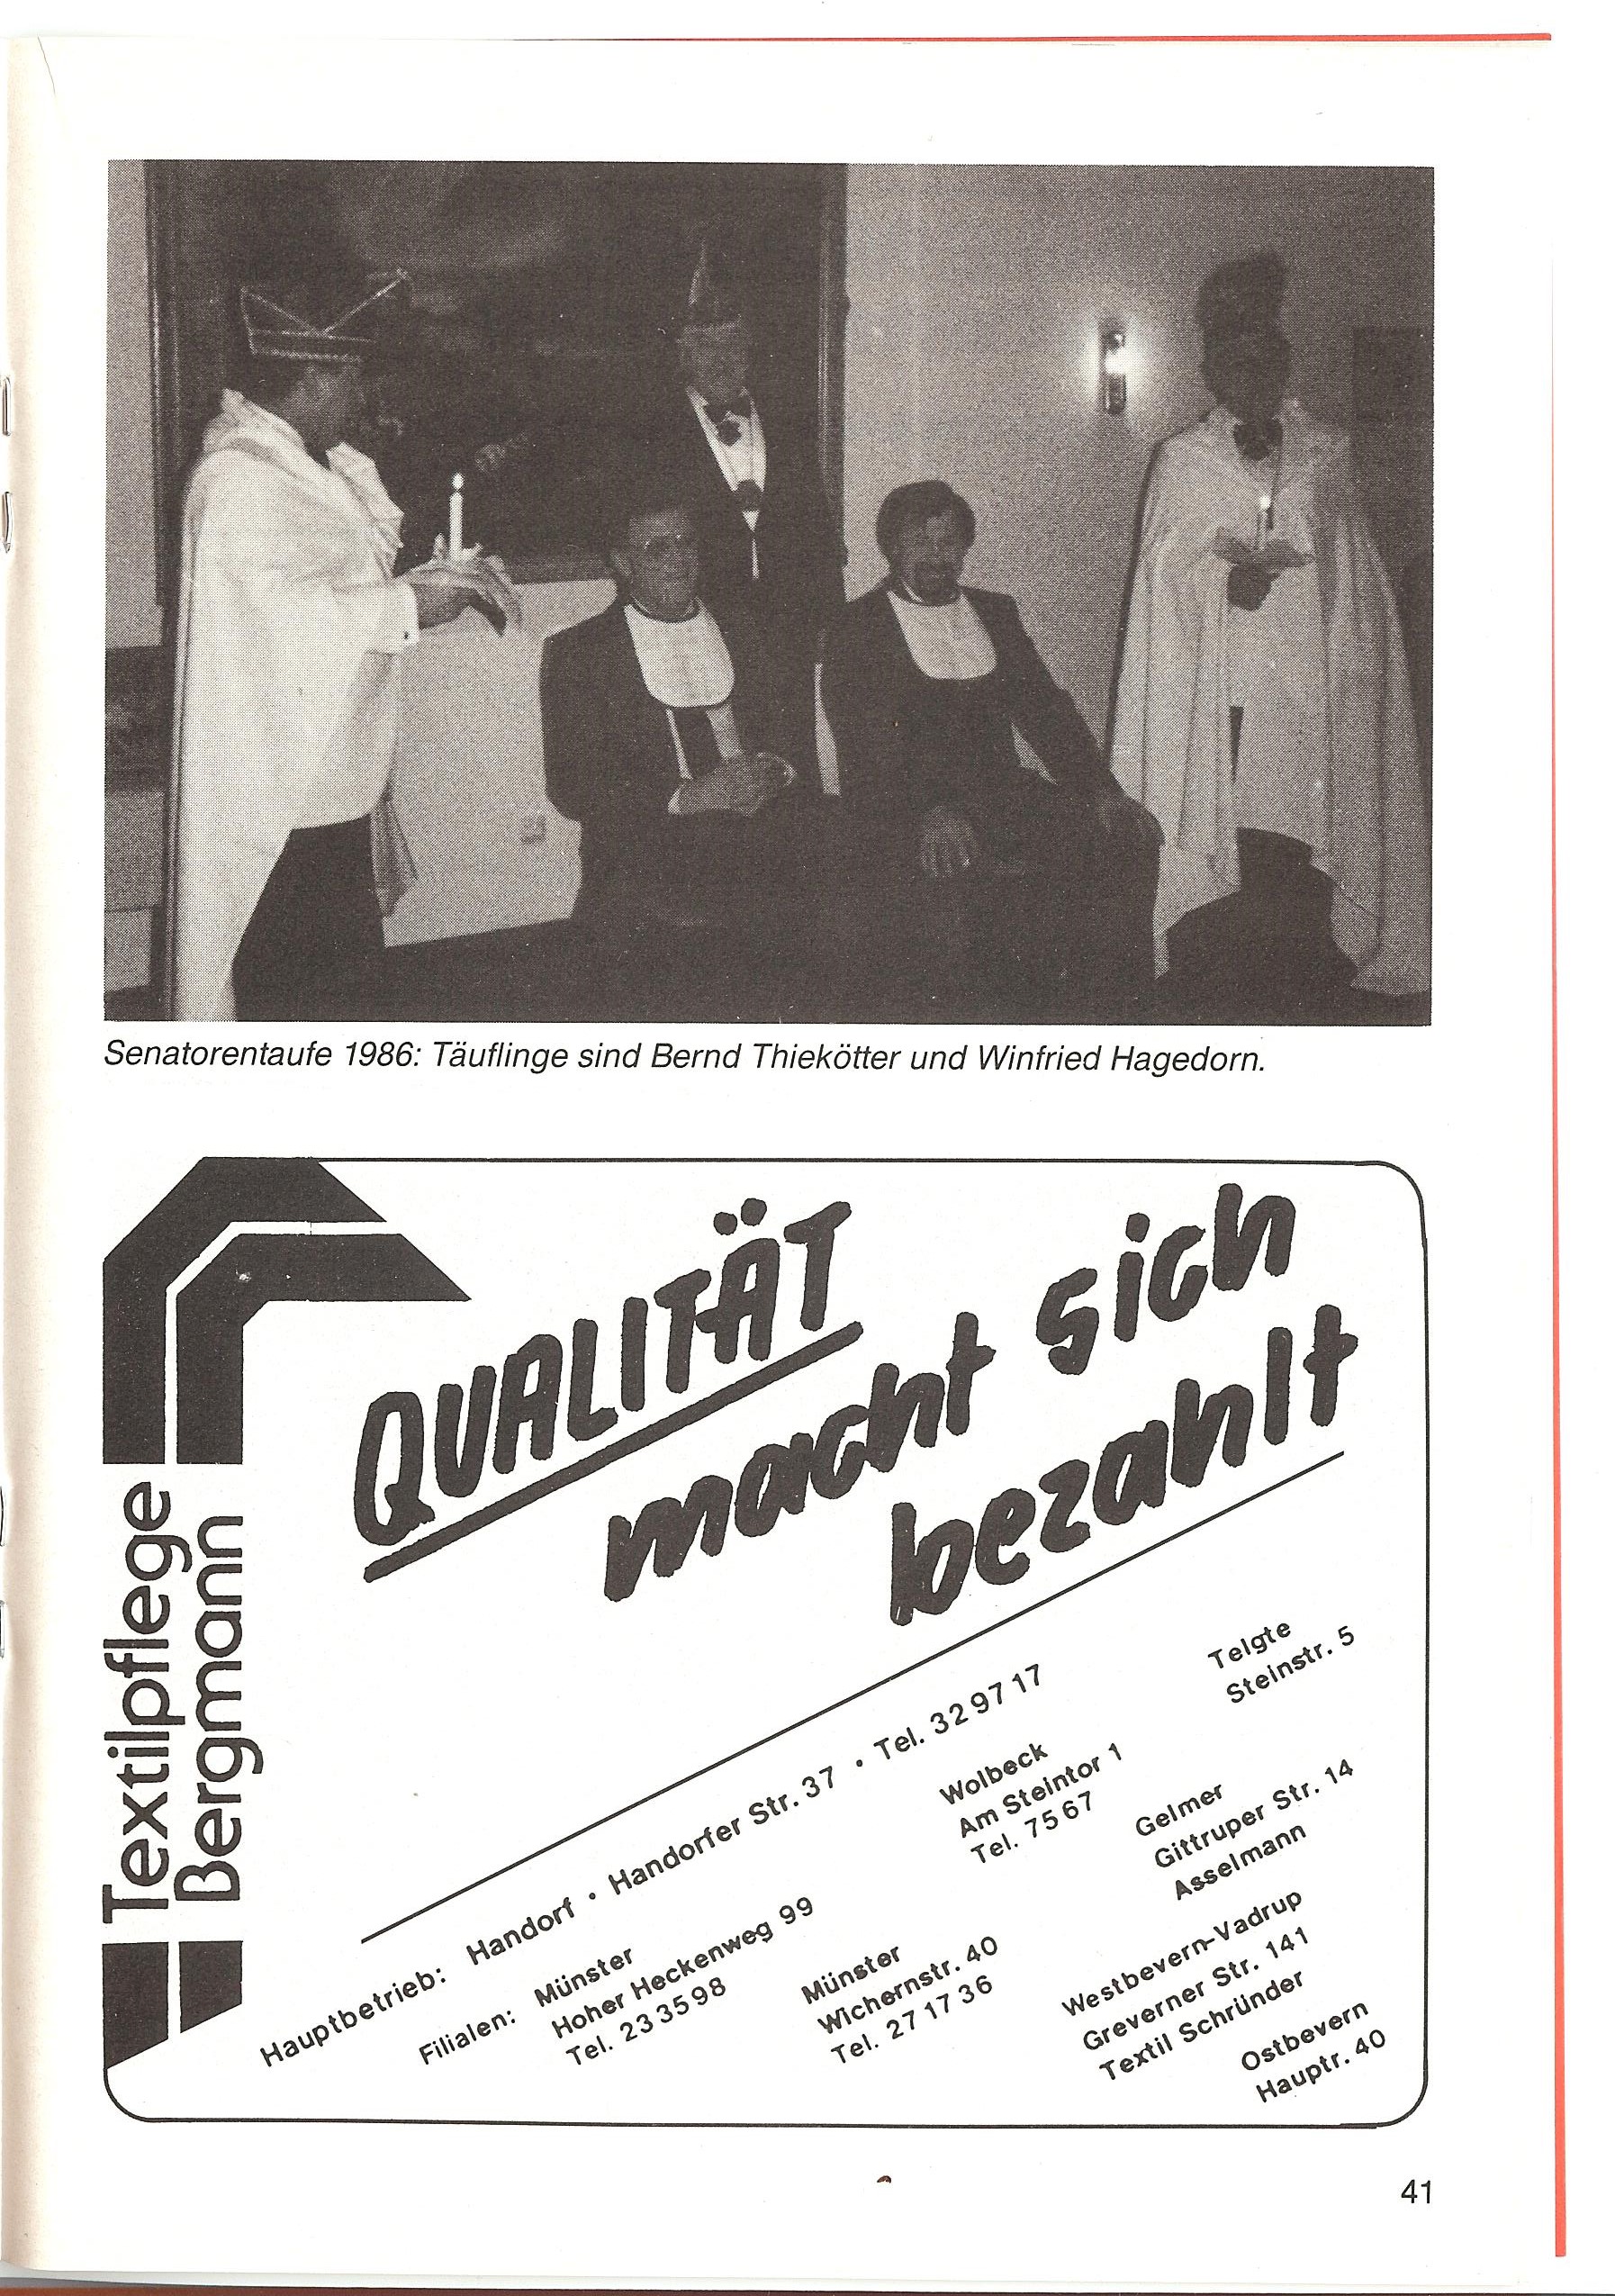 Senatorentaufe 1986: Täuflinge sind Bernd Thiekötter und Winfried Hagedorn.
Textilpflege
Bergmann
QUALITÄT
macht sich
bezahlt
Hauptbetrieb: Handorf • Handorfer Str. 37 • Tel. 32 97 17
Filialen: Münster
Hoher Heckenweg 99
Tel. 23 35 98
Münster
Wichernstr. 40
Tel. 27 17 36
Wolbeck
Am Steintor 1
Tel. 75 67
Telgte
Steinstr. 5
Gelmer
Gittruper Str. 14
Asselmann
Westbevern-Vadrup
Greverner Str. 141
Textil Schründer
Ostbevern
Hauptr. 40
41